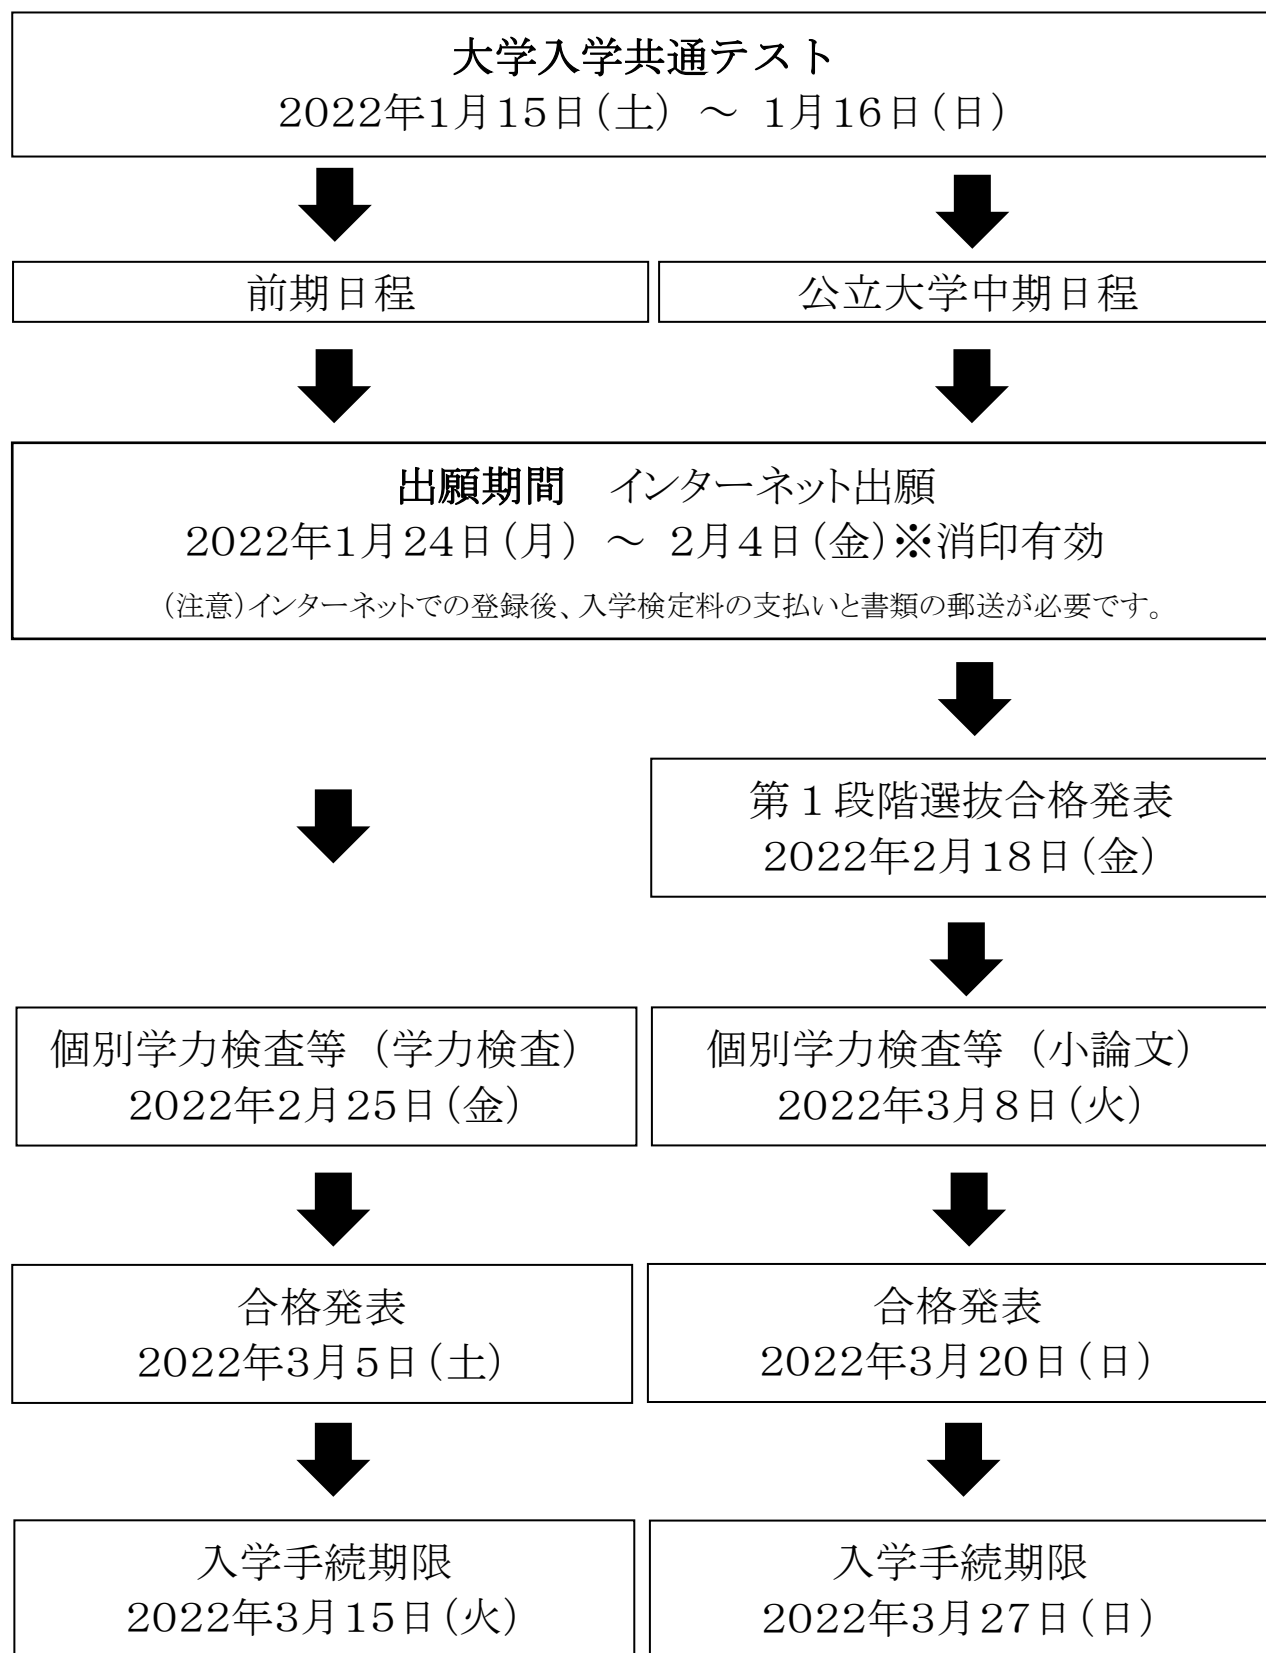 大学入学共通テスト
2022年1月15日(土) ～ 1月16日(日)
前期日程
公立大学中期日程
出願期間　インターネット出願
2022年1月24日(月) ～ 2月4日(金)※消印有効
(注意)インターネットでの登録後、入学検定料の支払いと書類の郵送が必要です。
第１段階選抜合格発表
2022年2月18日(金)
個別学力検査等（学力検査）
2022年2月25日(金)
個別学力検査等（小論文）
2022年3月8日(火)
合格発表
2022年3月5日(土)
合格発表
2022年3月20日(日)
入学手続期限
2022年3月15日(火)
入学手続期限
2022年3月27日(日)